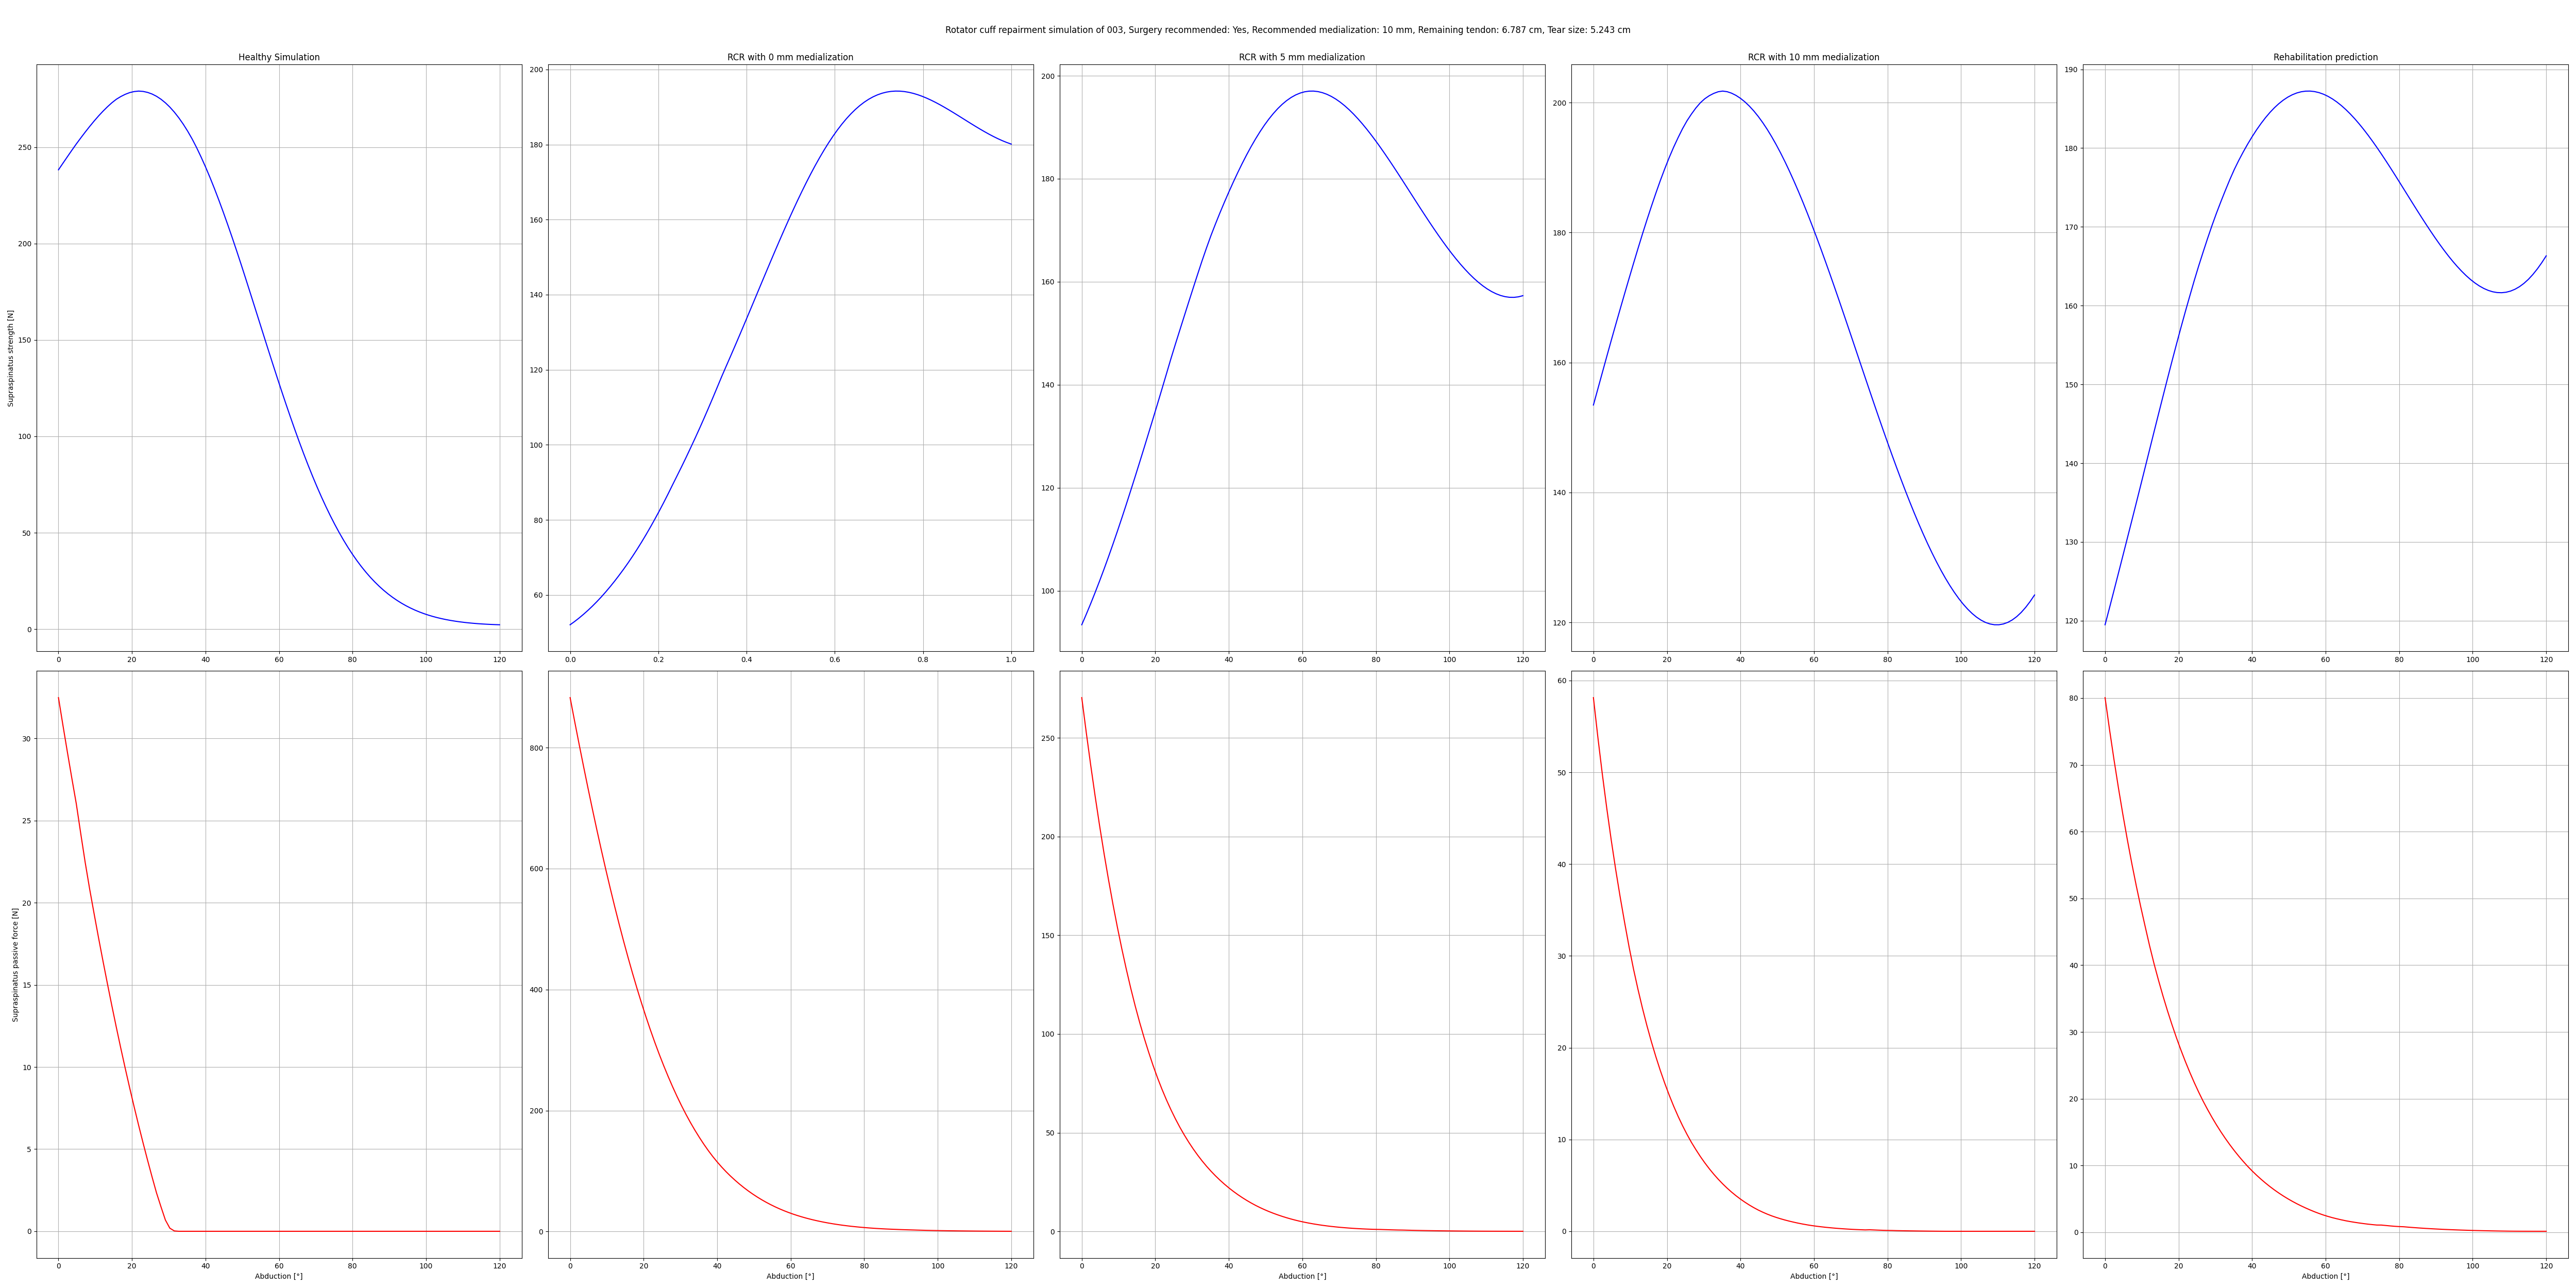 Rotator cuff repairment simulation of 003, Surgery recommended: Yes, Recommended medialization: 10 mm, Remaining tendon: 6.787 cm, Tear size: 5.243 cm
Healthy Simulation
RCR with 0 mm medialization
RCR with 5 mm medialization
RCR with 10 mm medialization
Rehabilitation prediction
Supraspinatus strength [N]
250
200
150
100
50
0
0 20 40 60 80 100 120
200
180
160
140
120
100
80
60
0.0 0.2 0.4 0.6 0.8 1.0
200
180
160
140
120
100
0 20 40 60 80 100 120
200
180
160
140
120
0 20 40 60 80 100 120
190
180
170
160
150
140
130
120
0 20 40 60 80 100 120
Supraspinatus passive force [N]
30
25
20
15
10
5
0
0 20 40 60 80 100 120
Abduction [°]
800
600
400
200
0
0 20 40 60 80 100 120
Abduction [°]
250
200
150
100
50
0
0 20 40 60 80 100 120
Abduction [°]
60
50
40
30
20
10
0
0 20 40 60 80 100 120
Abduction [°]
80
70
60
50
40
30
20
10
0
0 20 40 60 80 100 120
Abduction [°]